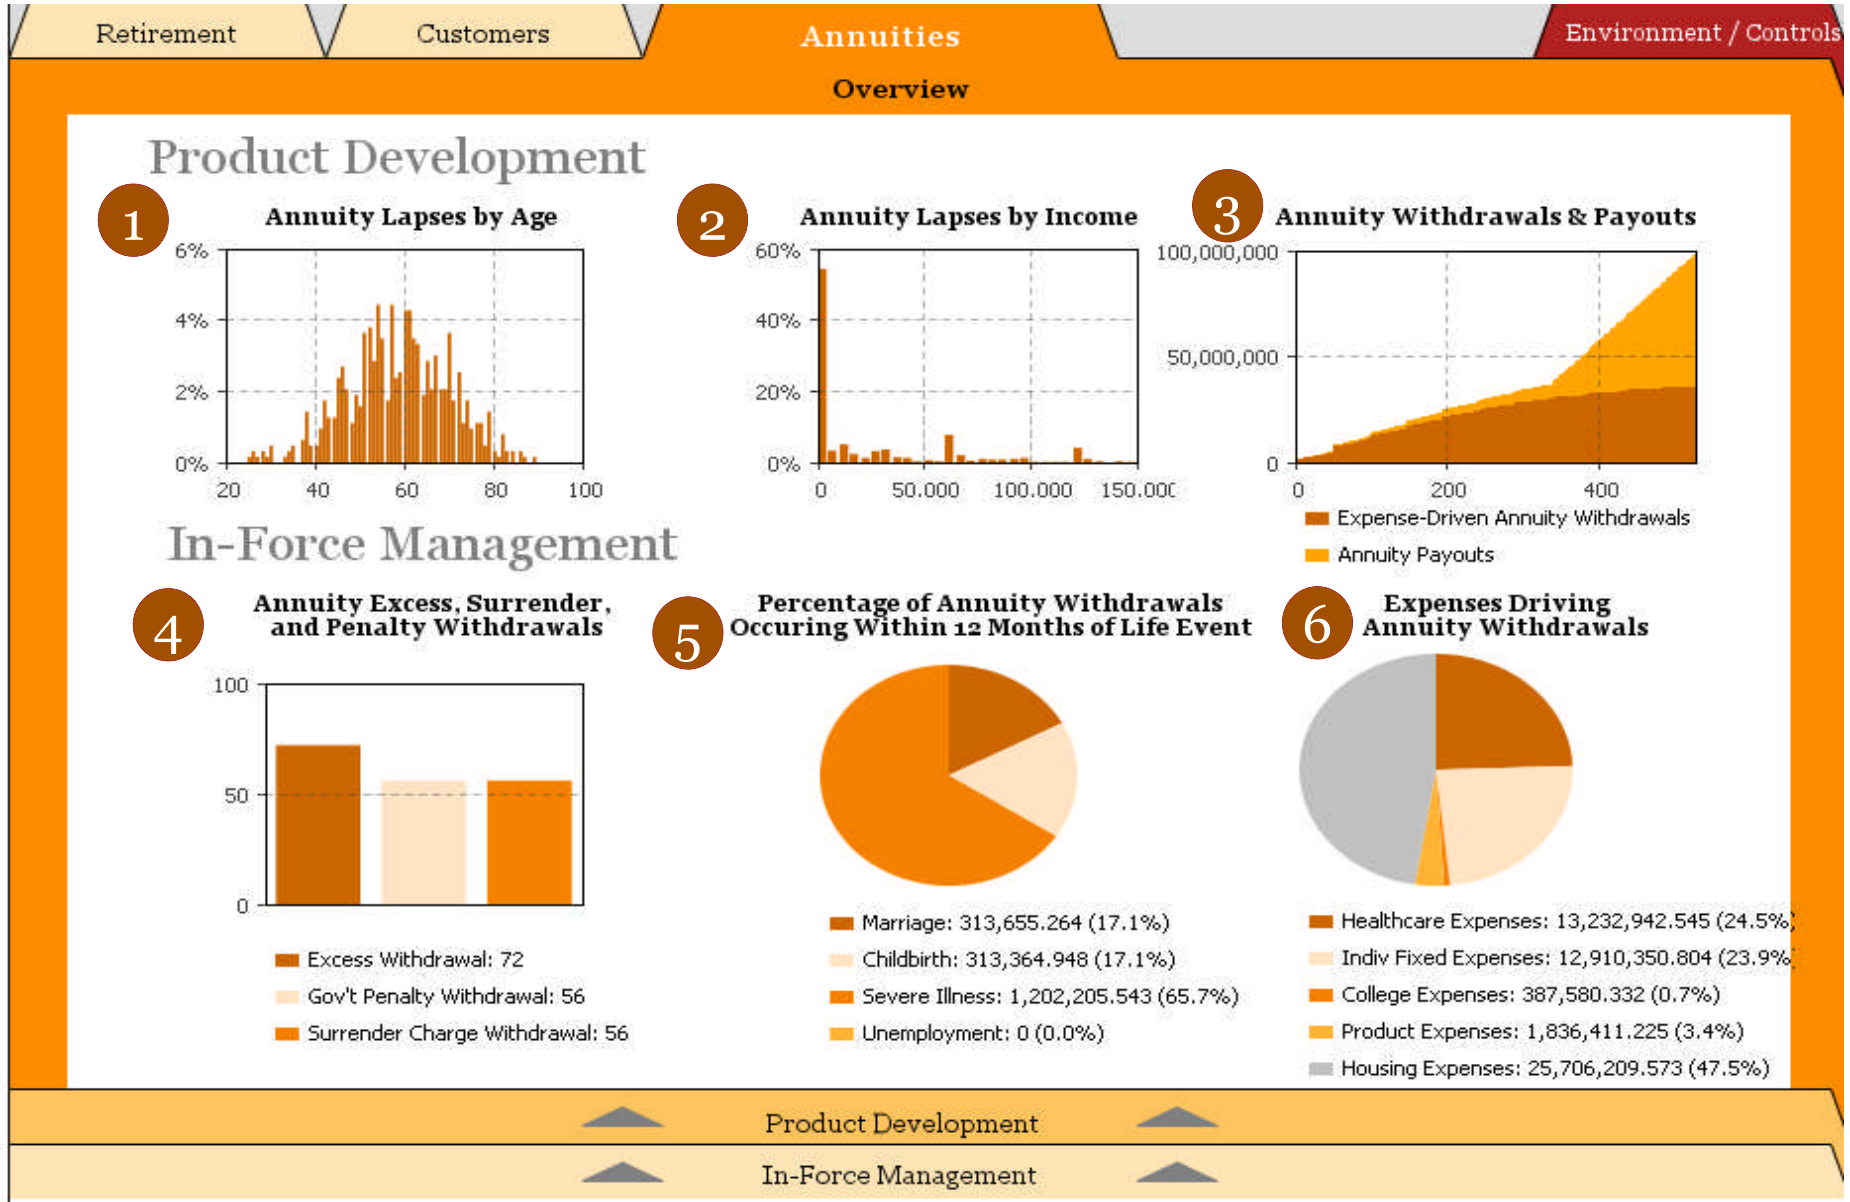 Retirement
Customers
Annuities
Environment / Controls
Overview
Product Development
1
Annuity Lapses by Age
6%
4%
2%
0%
20 40 60 80 100
2
Annuity Lapses by Income
60%
40%
20%
0%
0 50.000 100.000 150.000
3
Annuity Withdrawals & Payouts
100,000,000
50,000,000
0
0 200 400
Expense-Driven Annuity Withdrawals
Annuity Payouts
In-Force Management
4
Annuity Excess, Surrender,
and Penalty Withdrawals
100
50
0
Excess Withdrawal: 72
Gov't Penalty Withdrawal: 56
Surrender Charge Withdrawal: 56
5
Percentage of Annuity Withdrawals
Occuring Within 12 Months of Life Event
Marriage: 313,655.264 (17.1%)
Childbirth: 313,364.948 (17.1%)
Severe Illness: 1,202,205.543 (65.7%)
Unemployment: 0 (0.0%)
6
Expenses Driving
Annuity Withdrawals
Healthcare Expenses: 13,232,942.545 (24.5%)
Indiv Fixed Expenses: 12,910,350.804 (23.9%)
College Expenses: 387,580.332 (0.7%)
Product Expenses: 1,836,411.225 (3.4%)
Housing Expenses: 25,706,209.573 (47.5%)
Product Development
In-Force Management